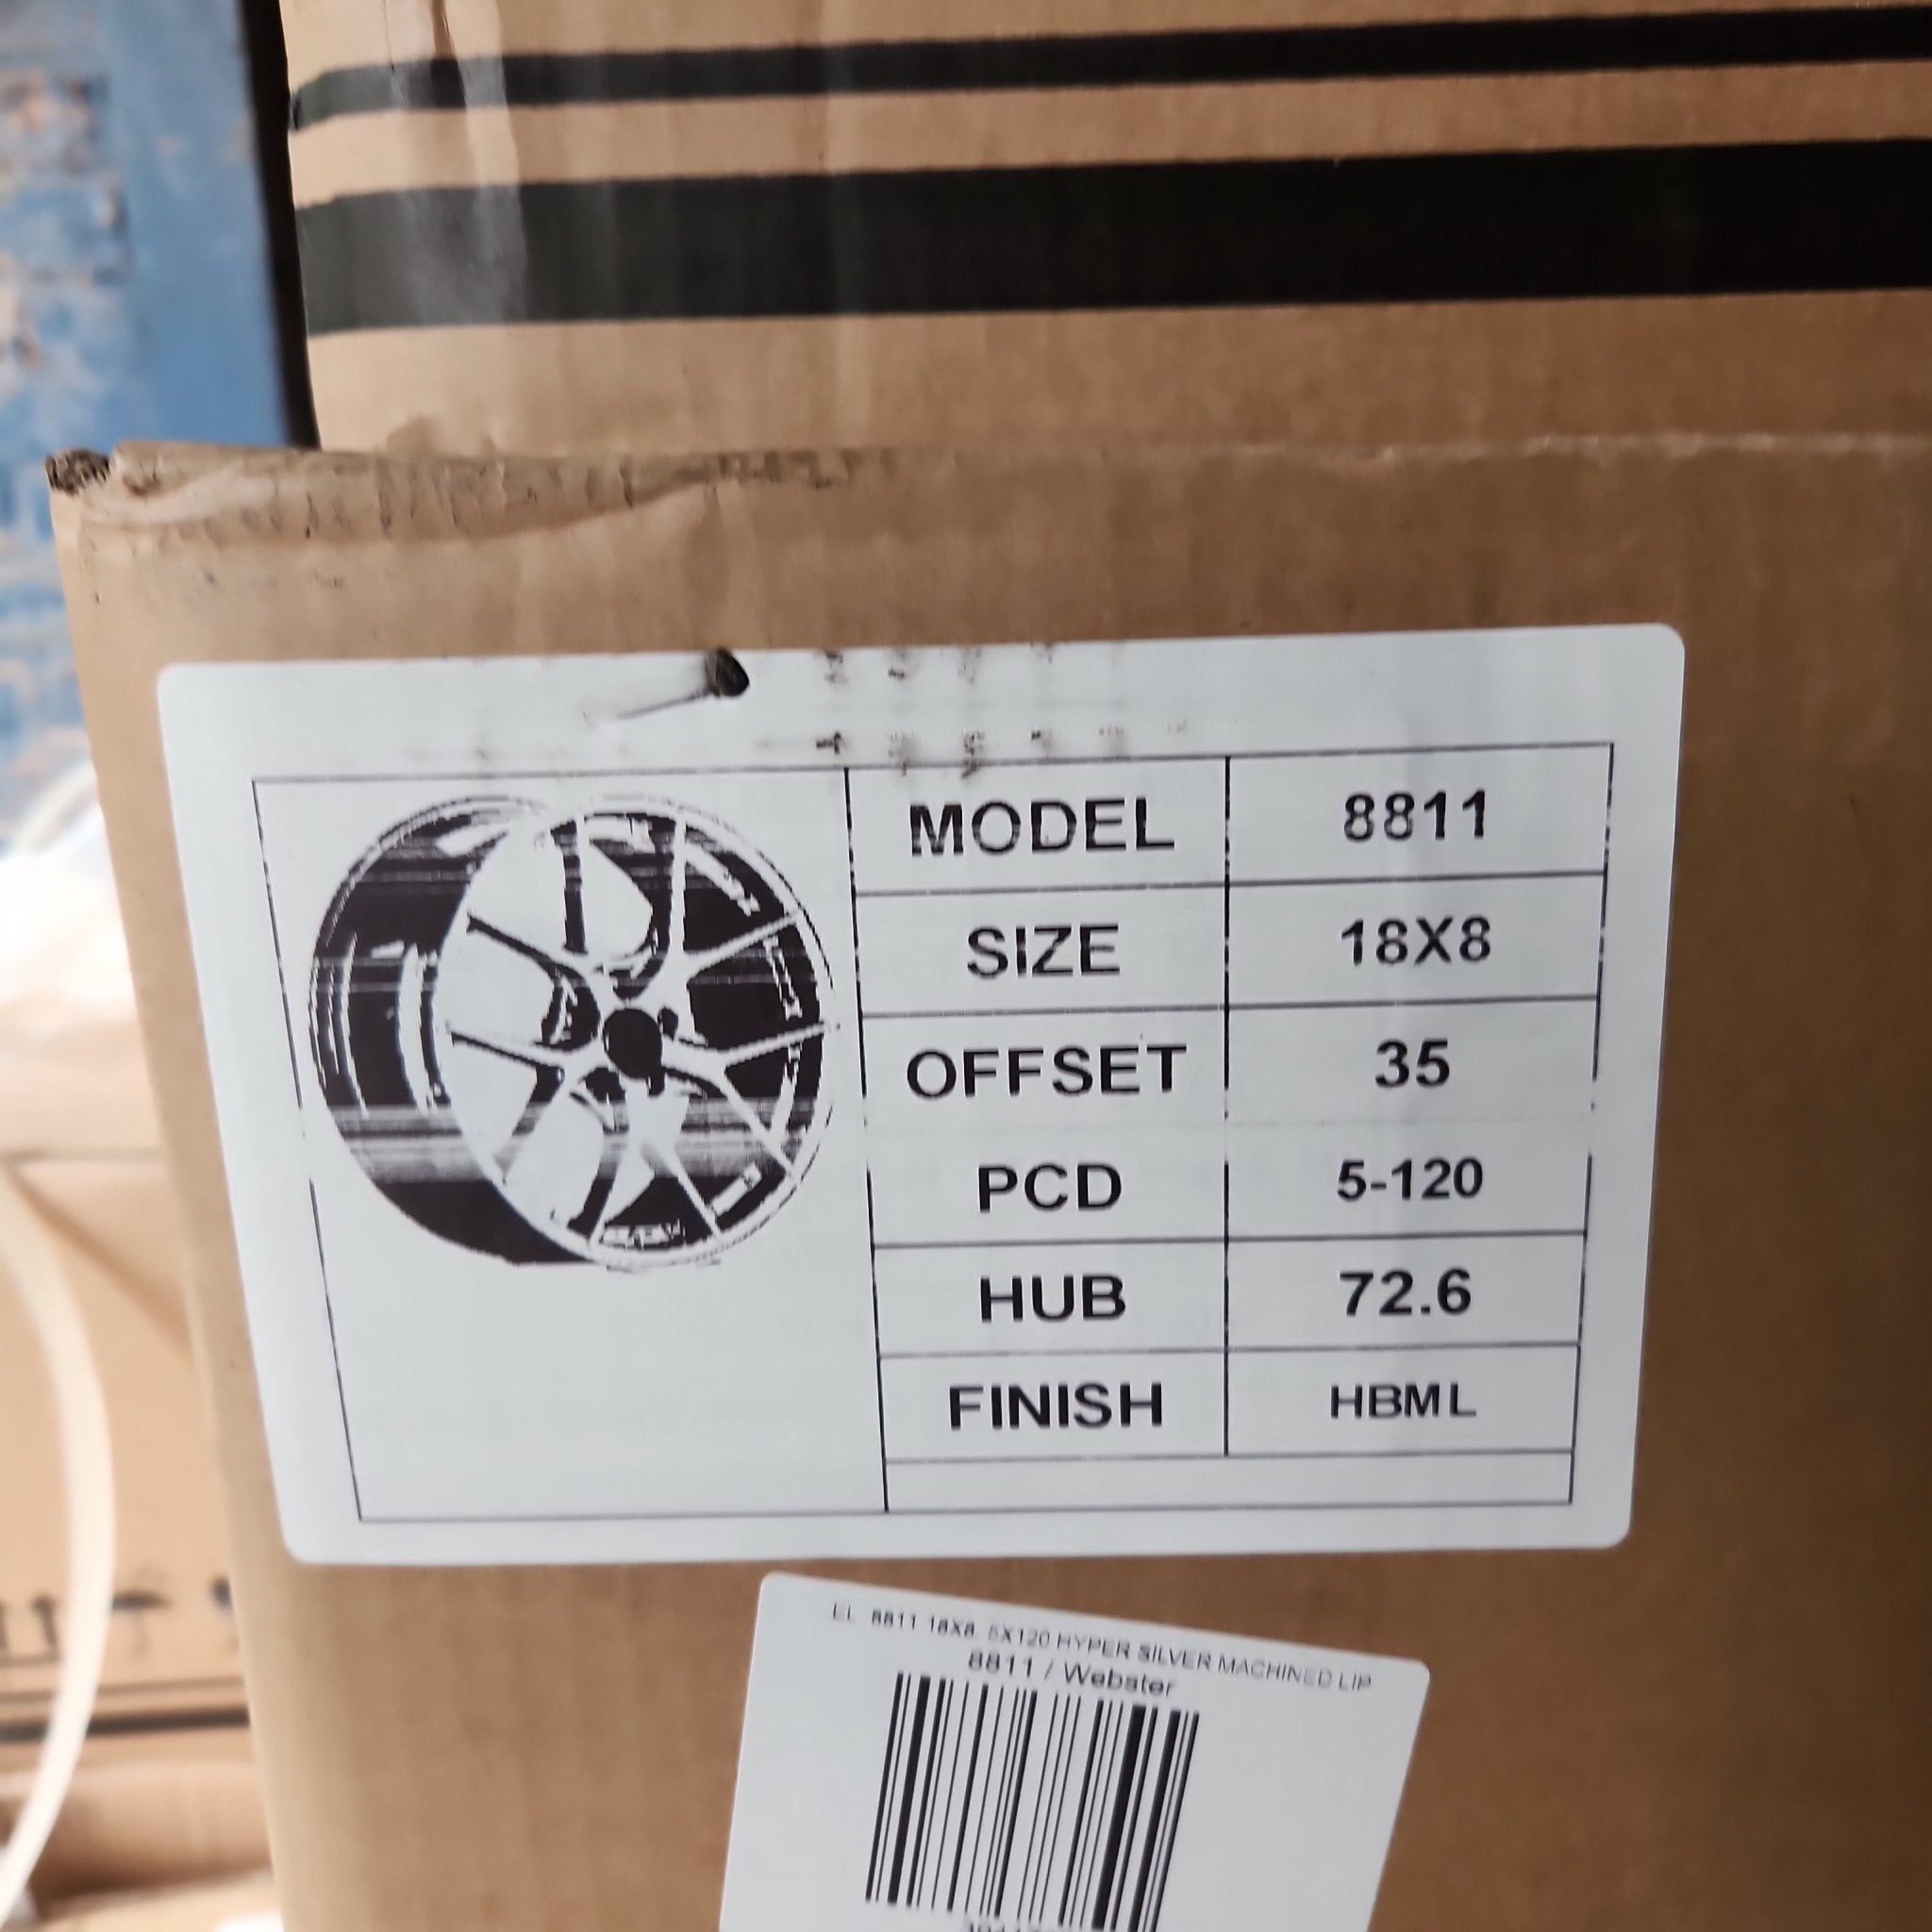 MODEL 8811
SIZE 18X8
OFFSET 35
PCD 5-120
HUB 72.6
FINISH HBML
EL 8811 18X8 5X120 HYPER SILVER MACHINED LIP
8811 / Webster